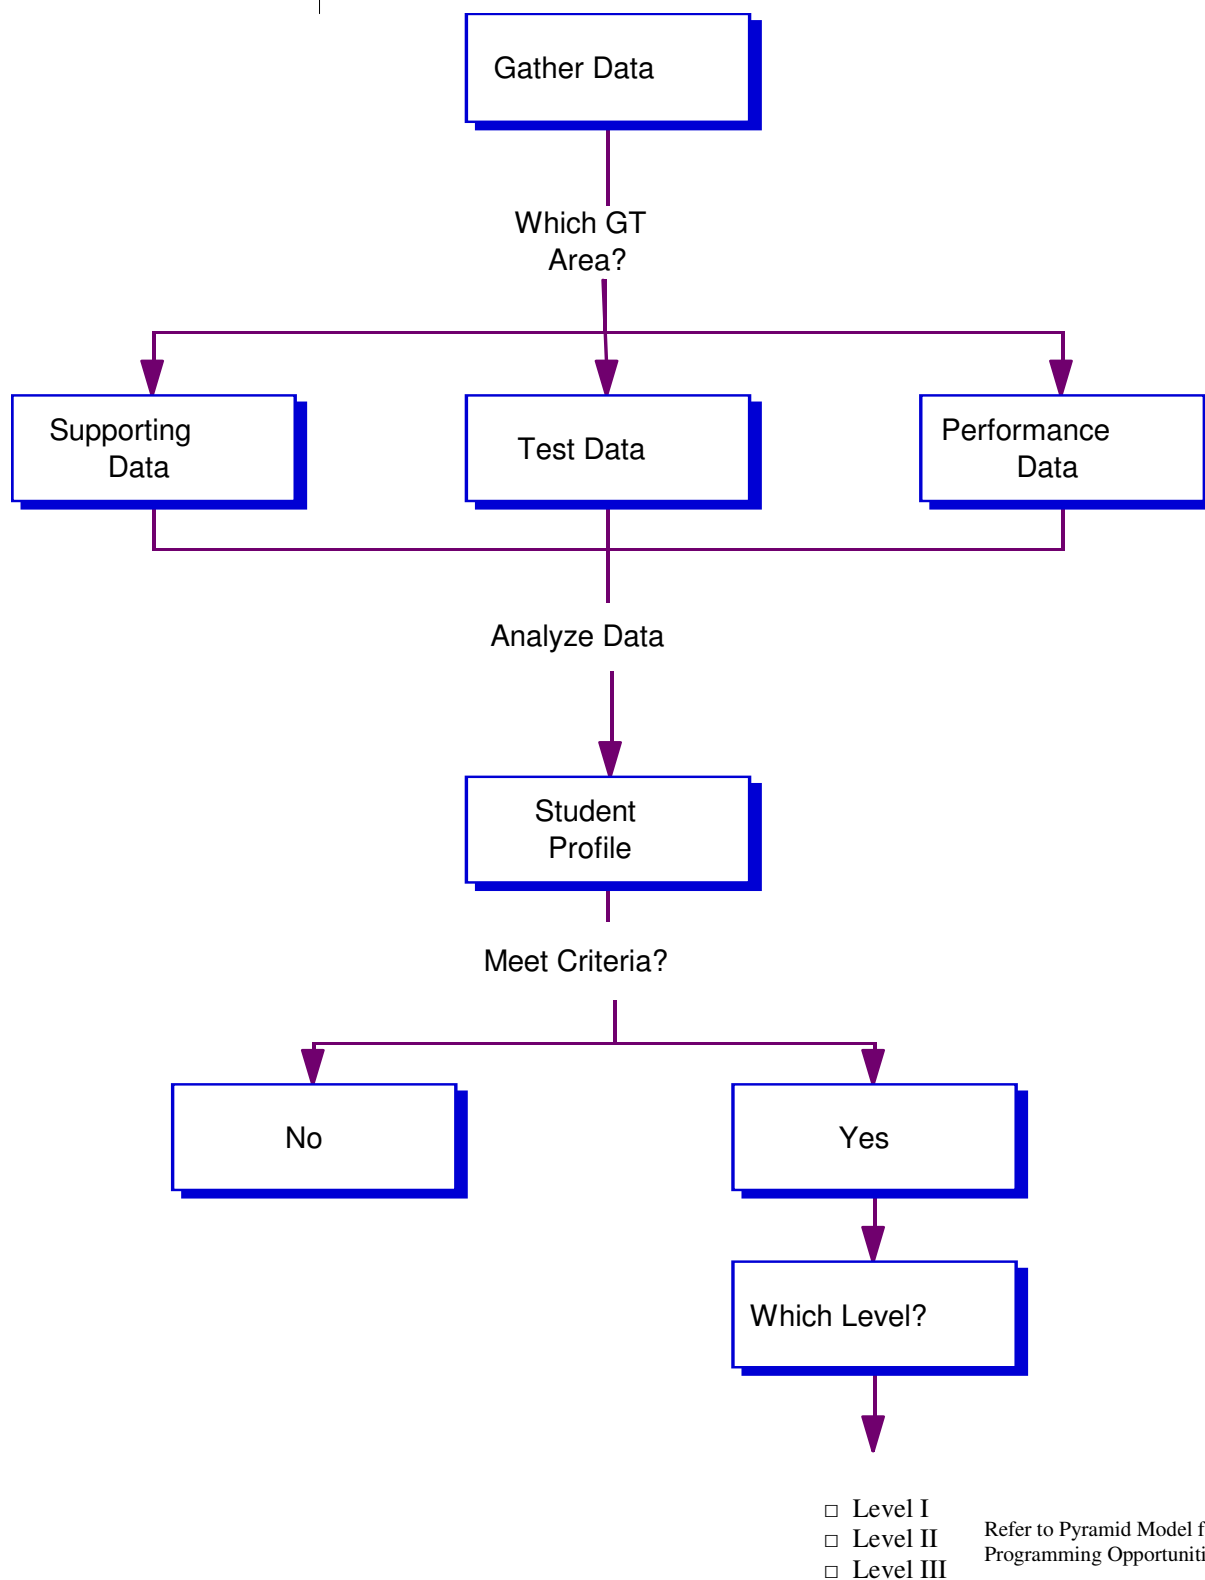 Gather Data
Which GT
Area?
Supporting
Data
Test Data
Performance
Data
Analyze Data
Student
Profile
Meet Criteria?
No
Yes
Which Level?
□ Level I
□ Level II
□ Level III
Refer to Pyramid Model f
Programming Opportuniti